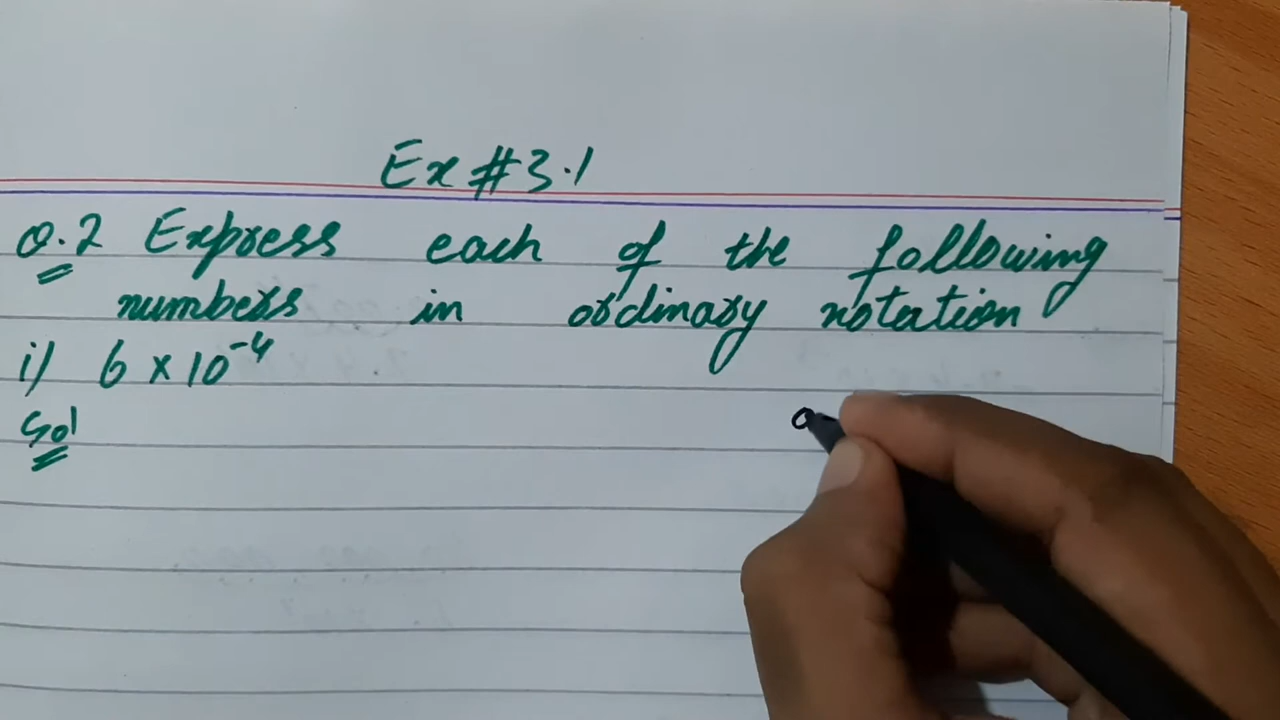 Ex # 3.1
Q.2 Express each of the following
numbers in ordinary notation
i) 6 × 10⁻⁴
Sol
o